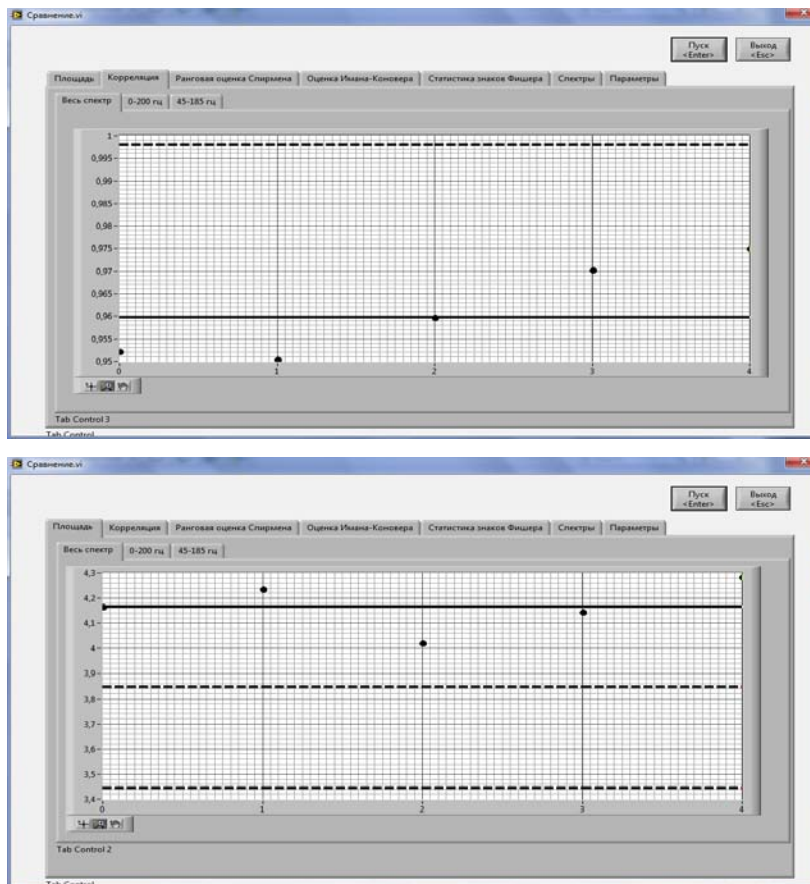 Сравнение.vi
Пуск
<Enter>
Выход
<Esc>
Площадь Корреляция Ранговая оценка Спирмена Оценка Имана-Коновера Статистика знаков Фишера Спектры Параметры
Весь спектр 0-200 гц 45-185 гц
1
0,995
0,99
0,985
0,98
0,975
0,97
0,965
0,96
0,955
0,95
0 1 2 3 4
Tab Control 3
Tab Control
Сравнение.vi
Пуск
<Enter>
Выход
<Esc>
Площадь Корреляция Ранговая оценка Спирмена Оценка Имана-Коновера Статистика знаков Фишера Спектры Параметры
Весь спектр 0-200 гц 45-185 гц
4,3
4,2
4,1
4
3,9
3,8
3,7
3,6
3,5
3,4
0 1 2 3 4
Tab Control 2
Tab Control